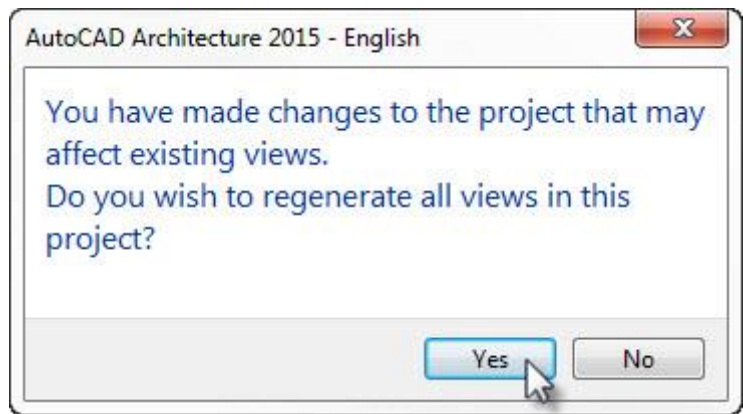 AutoCAD Architecture 2015 - English
You have made changes to the project that may
affect existing views.
Do you wish to regenerate all views in this
project?
Yes
No